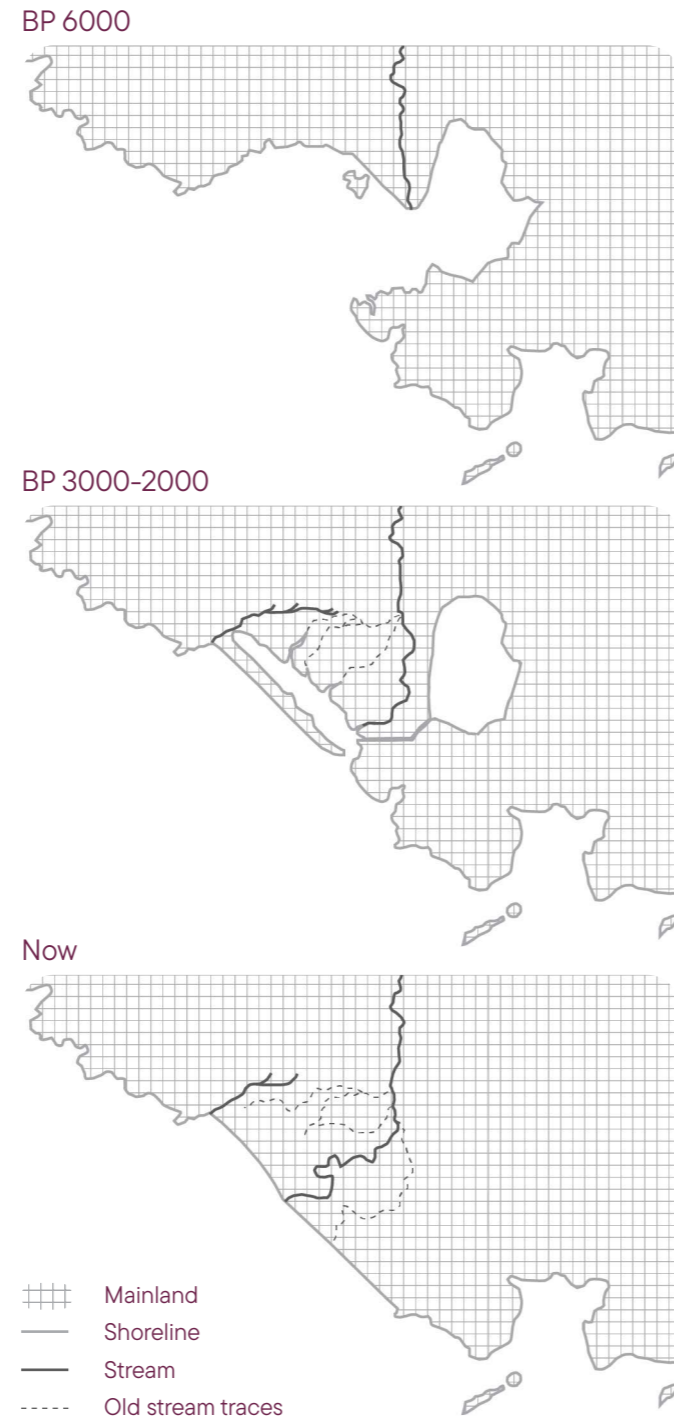 BP 6000
BP 3000-2000
Now
Mainland
Shoreline
Stream
Old stream traces